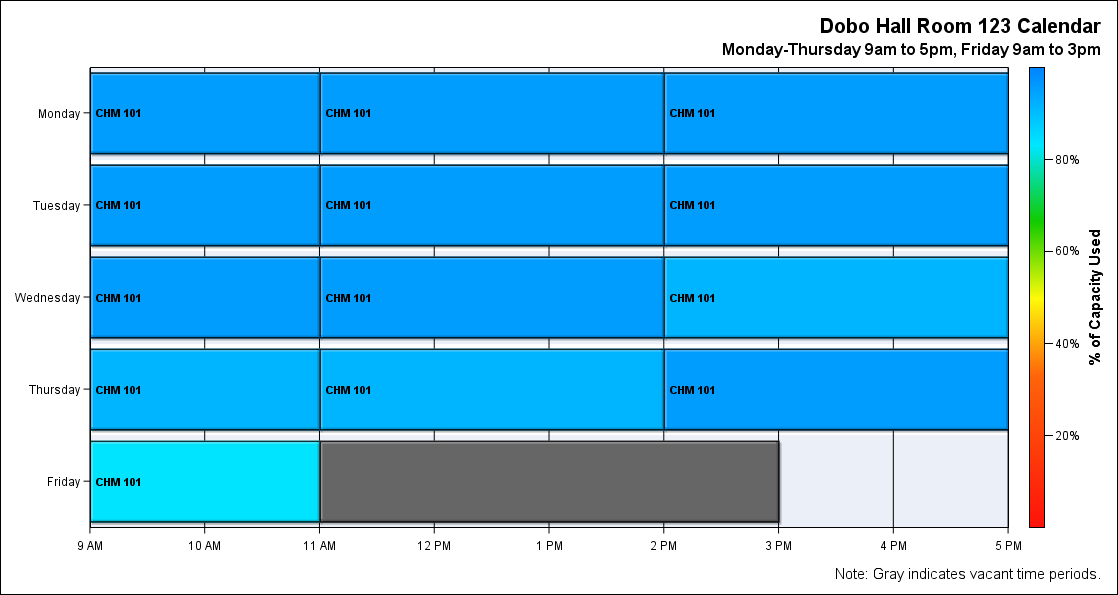 Dobo Hall Room 123 Calendar
Monday-Thursday 9am to 5pm, Friday 9am to 3pm
Monday
CHM 101 CHM 101 CHM 101
Tuesday
CHM 101 CHM 101 CHM 101
Wednesday
CHM 101 CHM 101 CHM 101
Thursday
CHM 101 CHM 101 CHM 101
Friday
CHM 101
9 AM 10 AM 11 AM 12 PM 1 PM 2 PM 3 PM 4 PM 5 PM
80%
60%
40%
20%
% of Capacity Used
Note: Gray indicates vacant time periods.